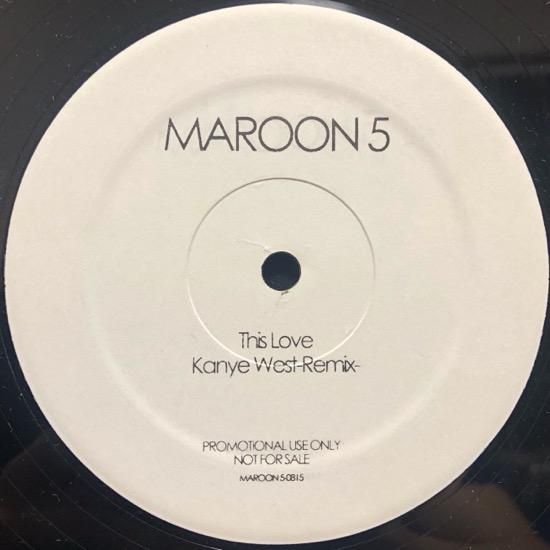 MAROON 5
This Love
Kanye West-Remix-
PROMOTIONAL USE ONLY
NOT FOR SALE
MAROON 5-0815